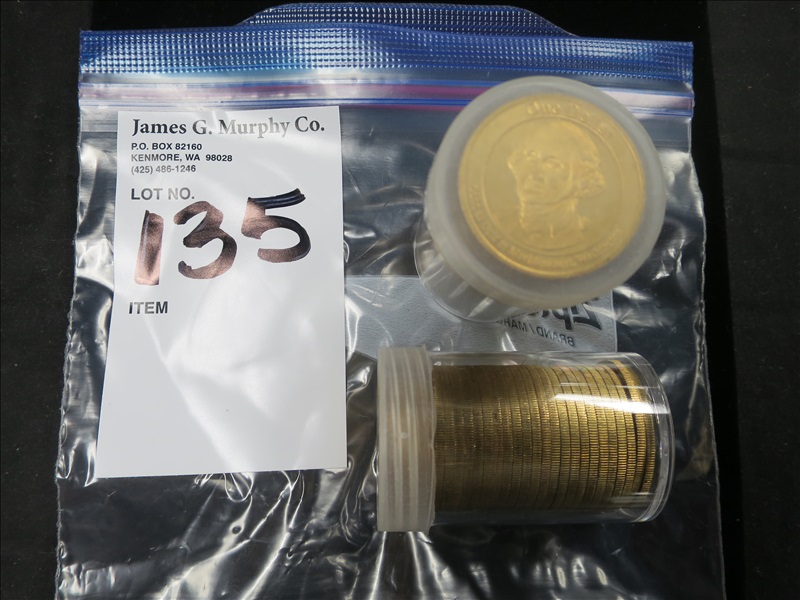 James G. Murphy Co.
P.O. BOX 82160
KENMORE, WA 98028
(425) 486-1246
LOT NO.
135
ITEM